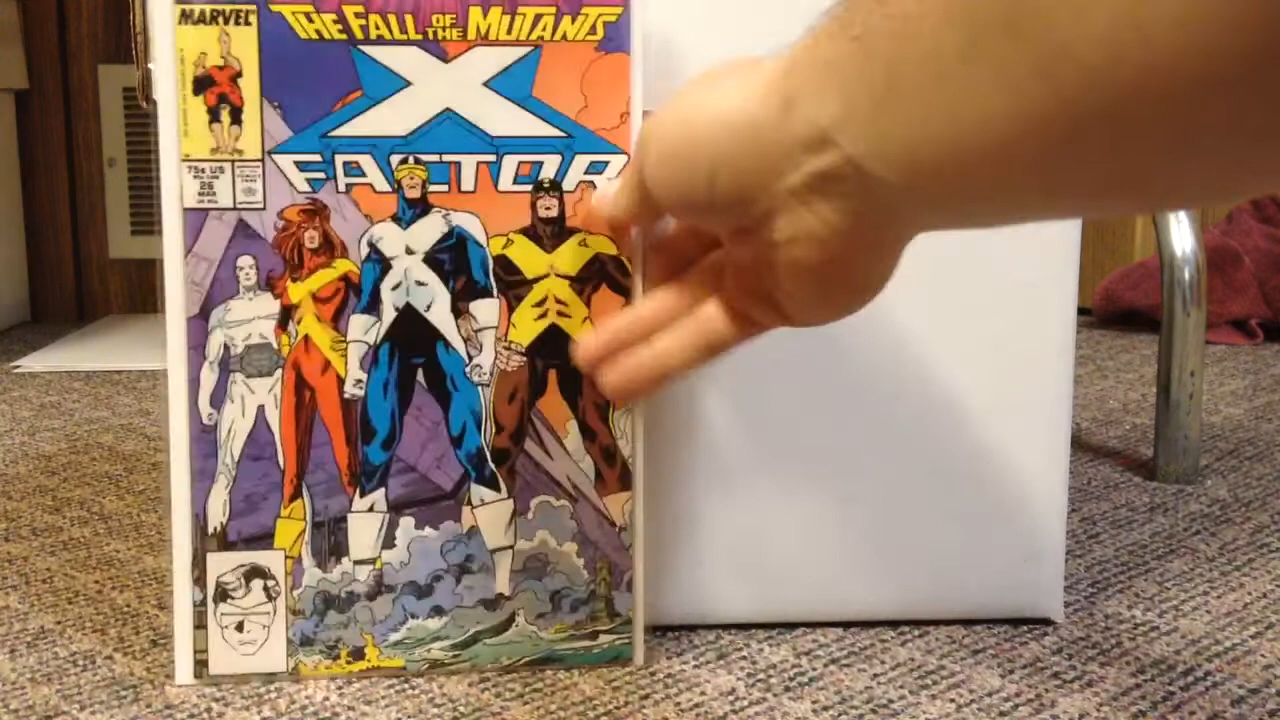 MARVEL
THE FALL OF THE MUTANTS
X
FACTOR
75¢ US
26
MAR